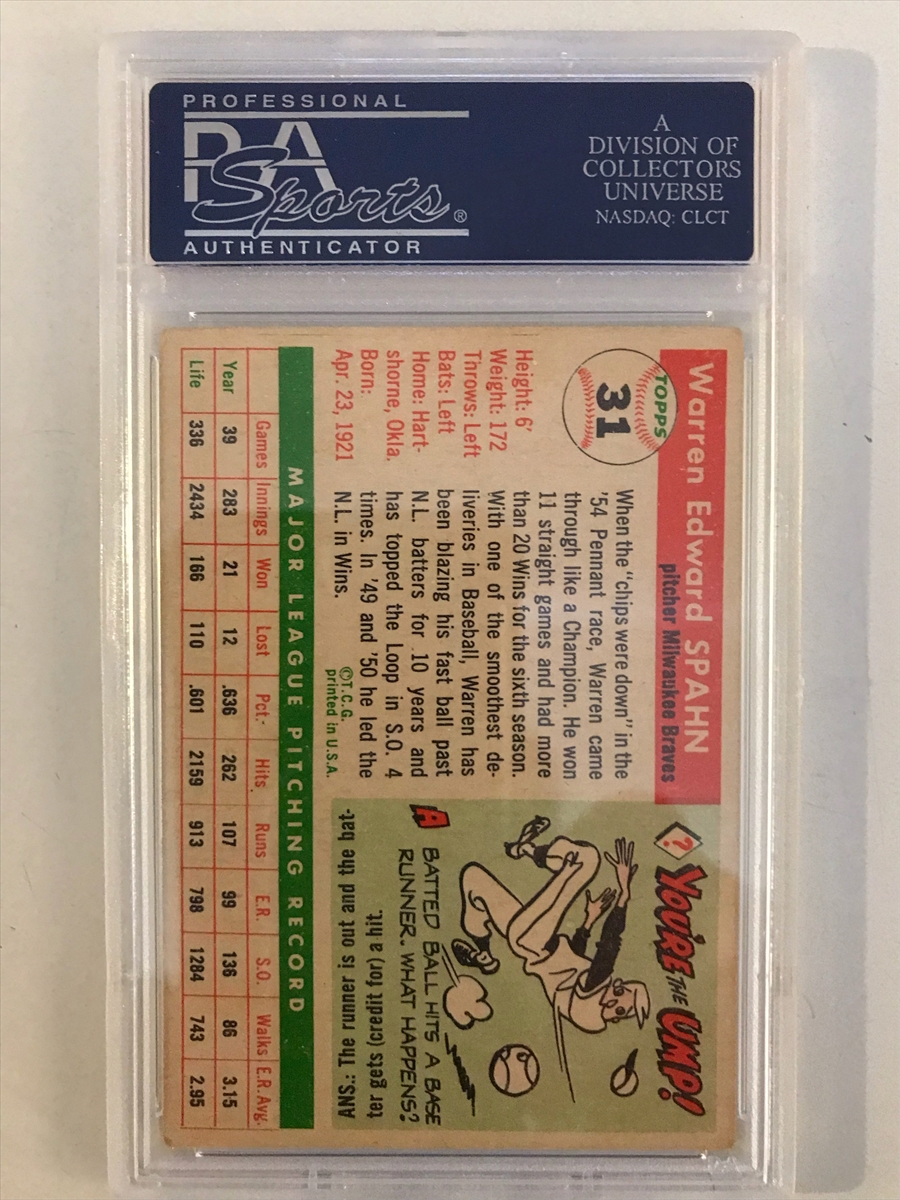 PROFESSIONAL
PSA
Sports®
AUTHENTICATOR
A
DIVISION OF
COLLECTORS
UNIVERSE
NASDAQ: CLCT
Warren Edward SPAHN
pitcher Milwaukee Braves
TOPPS
31
Height: 6'
Weight: 172
Throws: Left
Bats: Left
Home: Hart-
shorne, Okla.
Born:
Apr. 23, 1921
When the "chips were down" in the
'54 Pennant race, Warren came
through like a Champion. He won
11 straight games and had more
than 20 Wins for the sixth season.
With one of the smoothest de-
liveries in Baseball, Warren has
been blazing his fast ball past
N.L. batters for 10 years and
has topped the Loop in S.O. 4
times. In '49 and '50 he led the
N.L. in Wins.
©T.C.G.
printed in U.S.A.
? YOU'RE THE UMP!
A BATTED BALL HITS A BASE
RUNNER. WHAT HAPPENS?
ANS.: The runner is out and the bat-
ter gets (credit for) a hit.
MAJOR LEAGUE PITCHING RECORD
Games Innings Won Lost Pct. Hits Runs E.R. S.O. Walks E.R.Avg.
Year 39 283 21 12 .636 262 107 99 136 86 3.15
Life 336 2434 166 110 .601 2159 913 798 1284 743 2.95